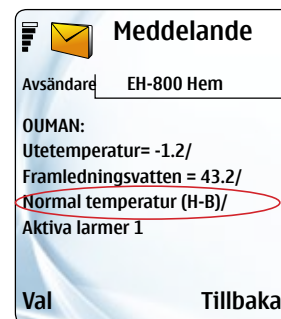 Meddelande
Avsändare EH-800 Hem
OUMAN:
Utetemperatur= -1.2/
Framledningsvatten = 43.2/
Normal temperatur (H-B)/
Aktiva larmer 1
Val Tillbaka